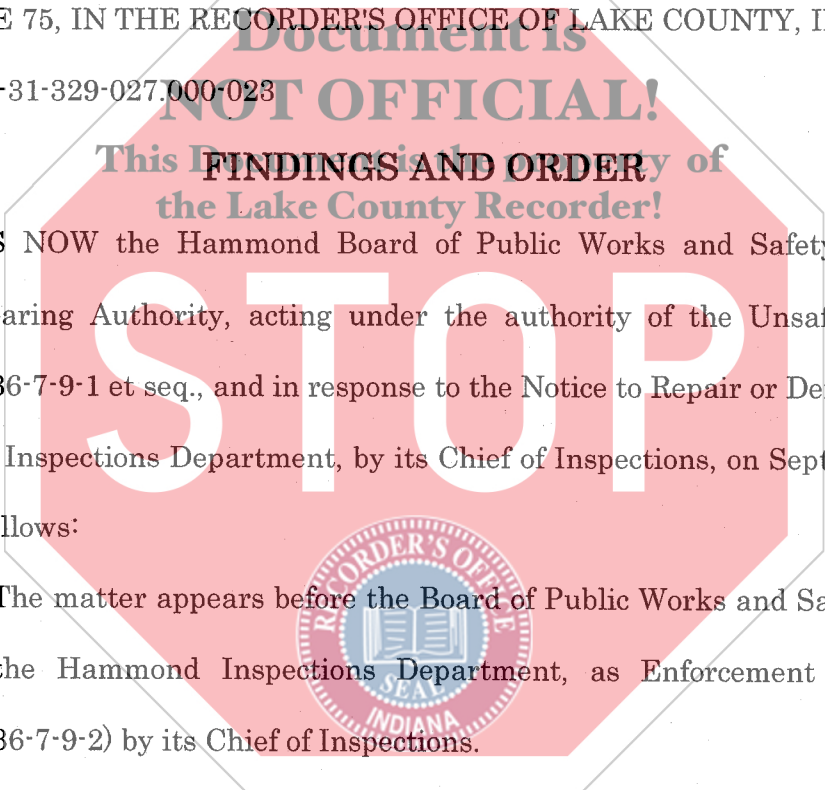 E 75, IN THE RECORDER'S OFFICE OF LAKE COUNTY, I
Document is
-31-329-027.000-023
NOT OFFICIAL!
This Document is the property of
FINDINGS AND ORDER
the Lake County Recorder!
S NOW the Hammond Board of Public Works and Safety
aring Authority, acting under the authority of the Unsaf
STOP
36-7-9-1 et seq., and in response to the Notice to Repair or De
Inspections Department, by its Chief of Inspections, on Sept
llows:
RECORDER'S OFFICE
The matter appears before the Board of Public Works and Sa
the Hammond Inspections Department, as Enforcement
SEAL
INDIANA
36-7-9-2) by its Chief of Inspections.